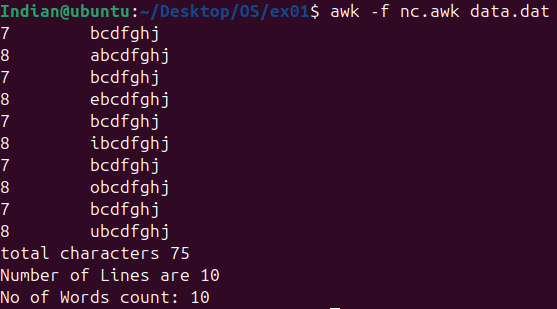 Indian@ubuntu:~/Desktop/OS/ex01$ awk -f nc.awk data.dat
7 bcdfghj
8 abcdfghj
7 bcdfghj
8 ebcdfghj
7 bcdfghj
8 ibcdfghj
7 bcdfghj
8 obcdfghj
7 bcdfghj
8 ubcdfghj
total characters 75
Number of Lines are 10
No of Words count: 10